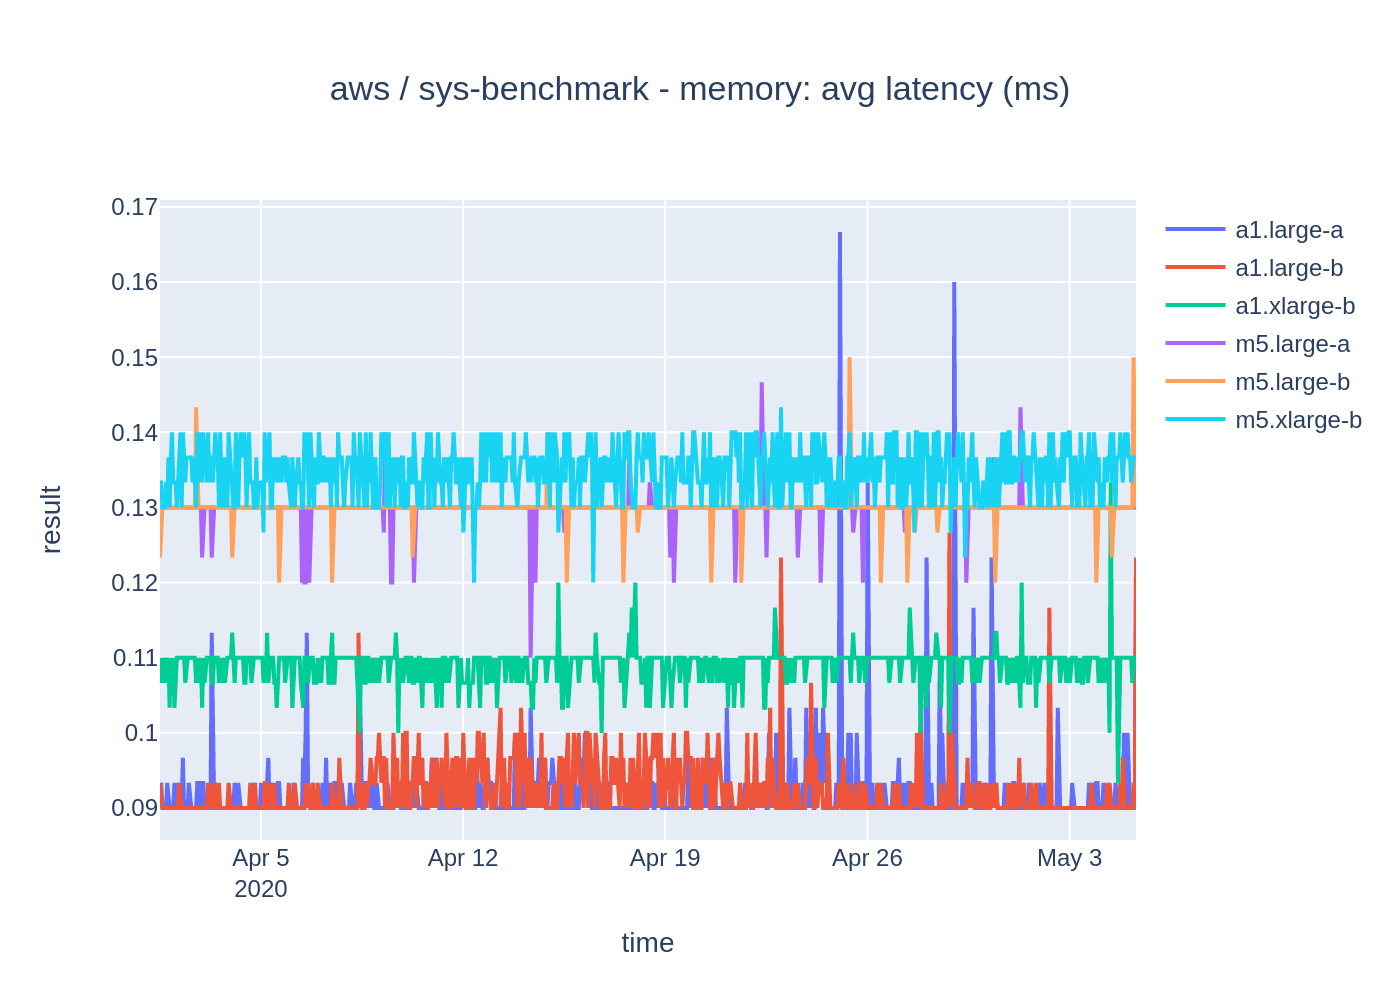 aws / sys-benchmark - memory: avg latency (ms)
0.17
0.16
0.15
0.14
0.13
0.12
0.11
0.1
0.09
result
Apr 5
2020
Apr 12
Apr 19
Apr 26
May 3
time
a1.large-a
a1.large-b
a1.xlarge-b
m5.large-a
m5.large-b
m5.xlarge-b